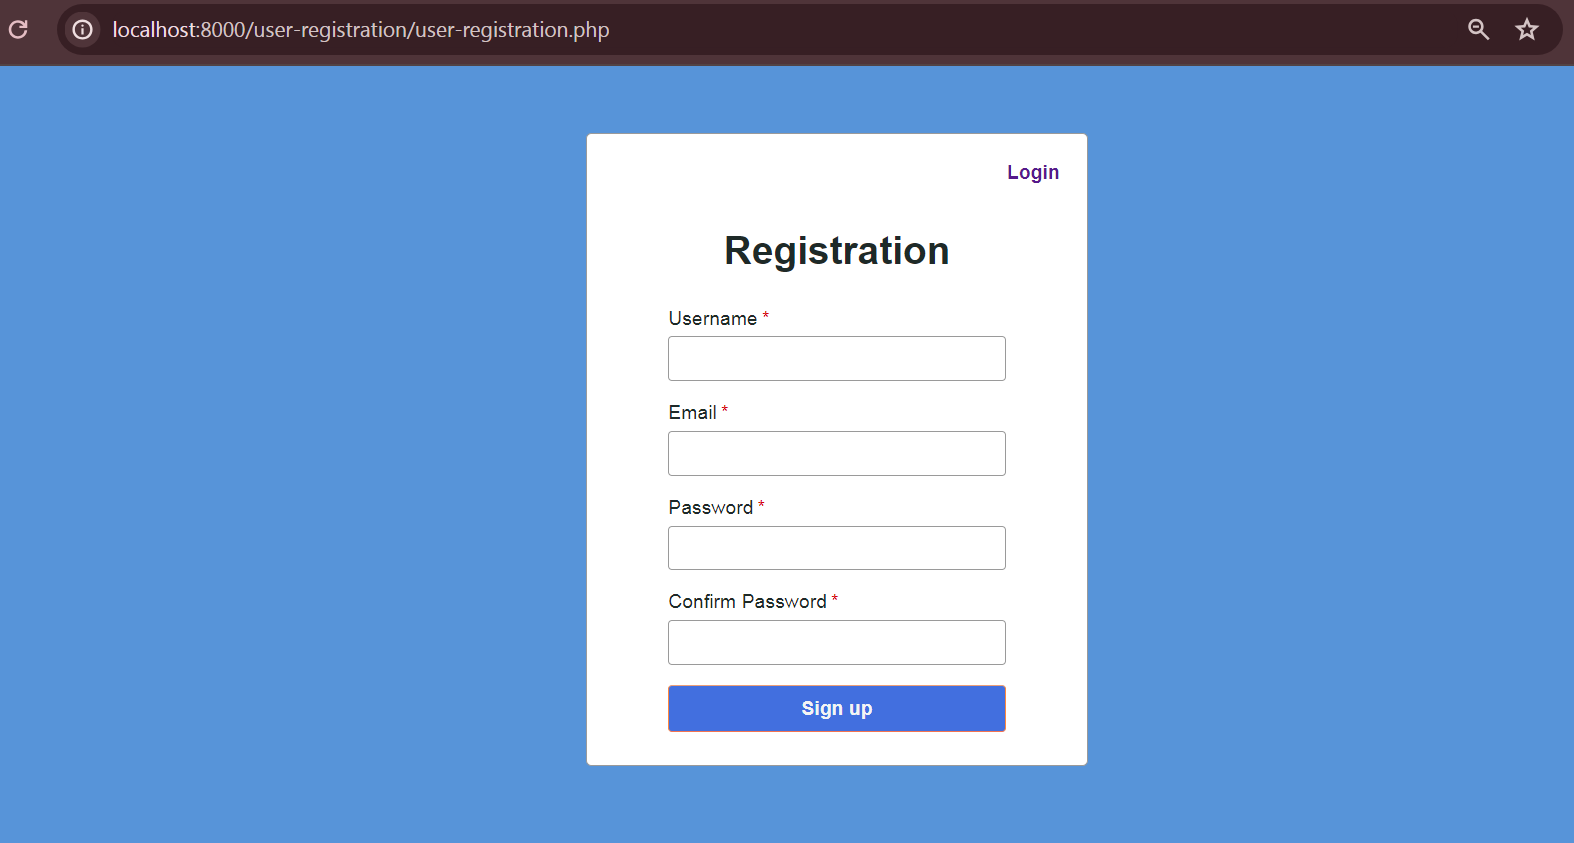 localhost:8000/user-registration/user-registration.php
Login
Registration
Username *
Email *
Password *
Confirm Password *
Sign up